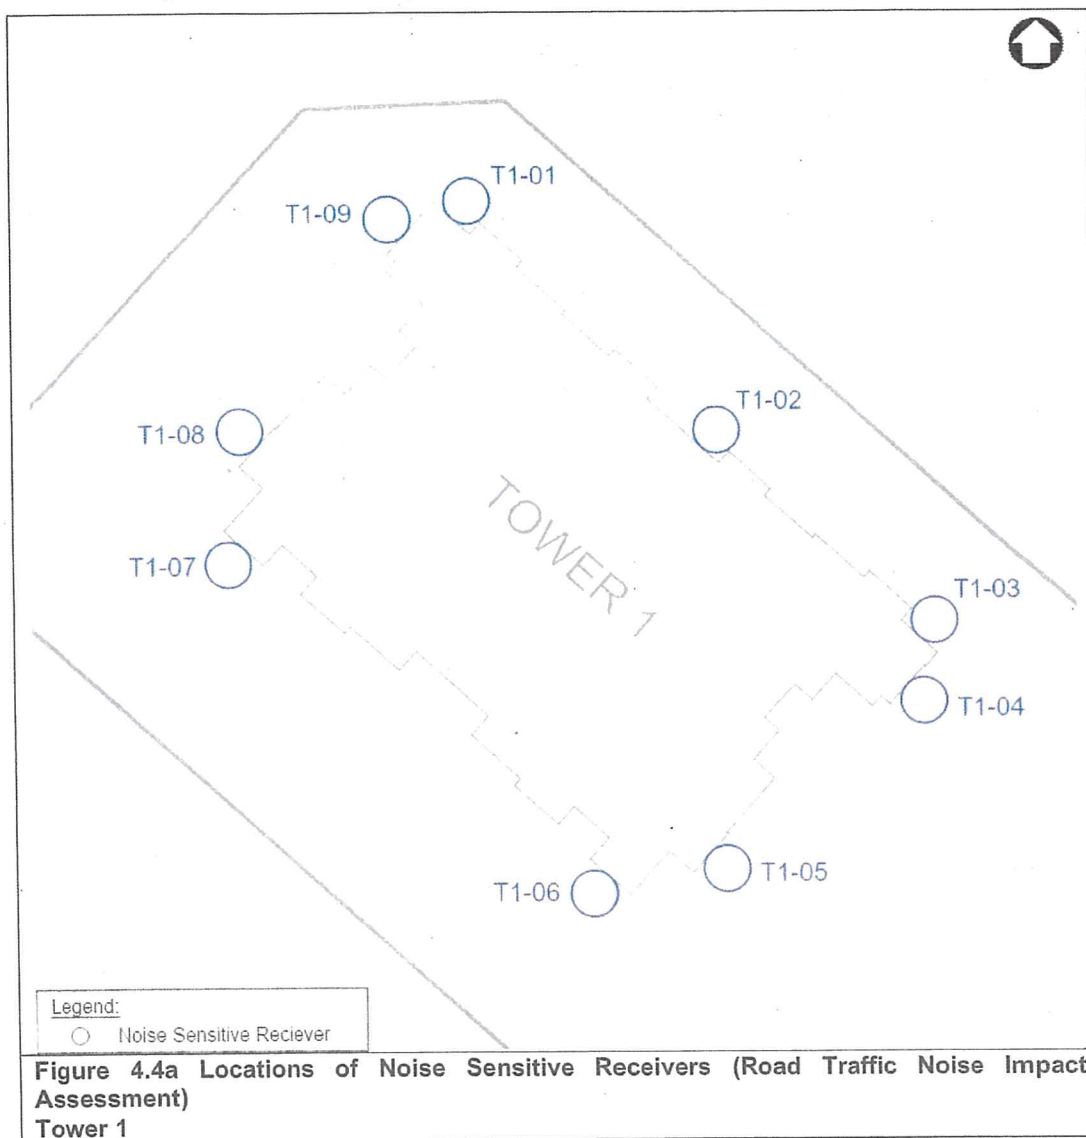 T1-01
T1-09
T1-02
T1-08
TOWER 1
T1-07
T1-03
T1-04
T1-05
T1-06
Legend:
Noise Sensitive Reciever
Figure 4.4a Locations of Noise Sensitive Receivers (Road Traffic Noise Impact
Assessment)
Tower 1